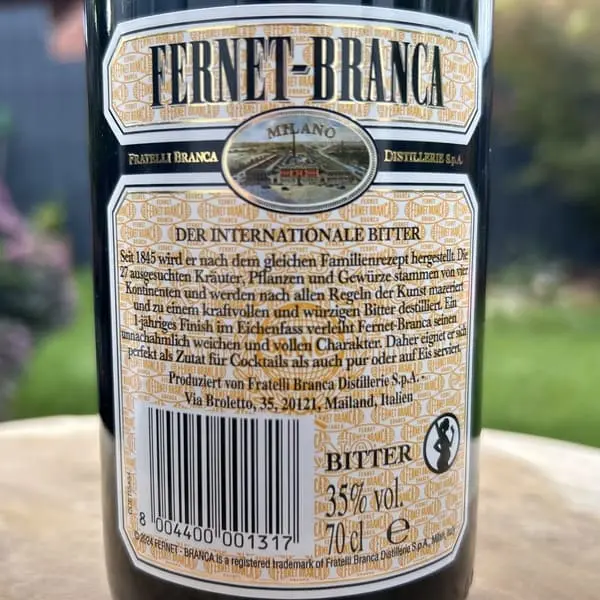 FERNET-BRANCA
MILANO
FRATELLI BRANCA DISTILLERIE S.p.A.
DER INTERNATIONALE BITTER
Seit 1845 wird er nach dem gleichen Familienrezept hergestellt. Die
27 ausgesuchten Kräuter, Pflanzen und Gewürze stammen von vier
Kontinenten und werden nach allen Regeln der Kunst mazeriert
und zu einem kraftvollen und würzigen Bitter destilliert. Ein
1-jähriges Finish im Eichenfass verleiht Fernet-Branca seinen
unnachahmlich weichen und vollen Charakter. Daher eignet er sich
perfekt als Zutat für Cocktails als auch pur oder auf Eis serviert.
Produziert von Fratelli Branca Distillerie S.p.A. -
Via Broletto, 35, 20121, Mailand, Italien
BITTER
35% vol.
70 cl e
8 004400 001317
© 2024 FERNET - BRANCA is a registered trademark of Fratelli Branca Distillerie S.p.A., Milan, Italy